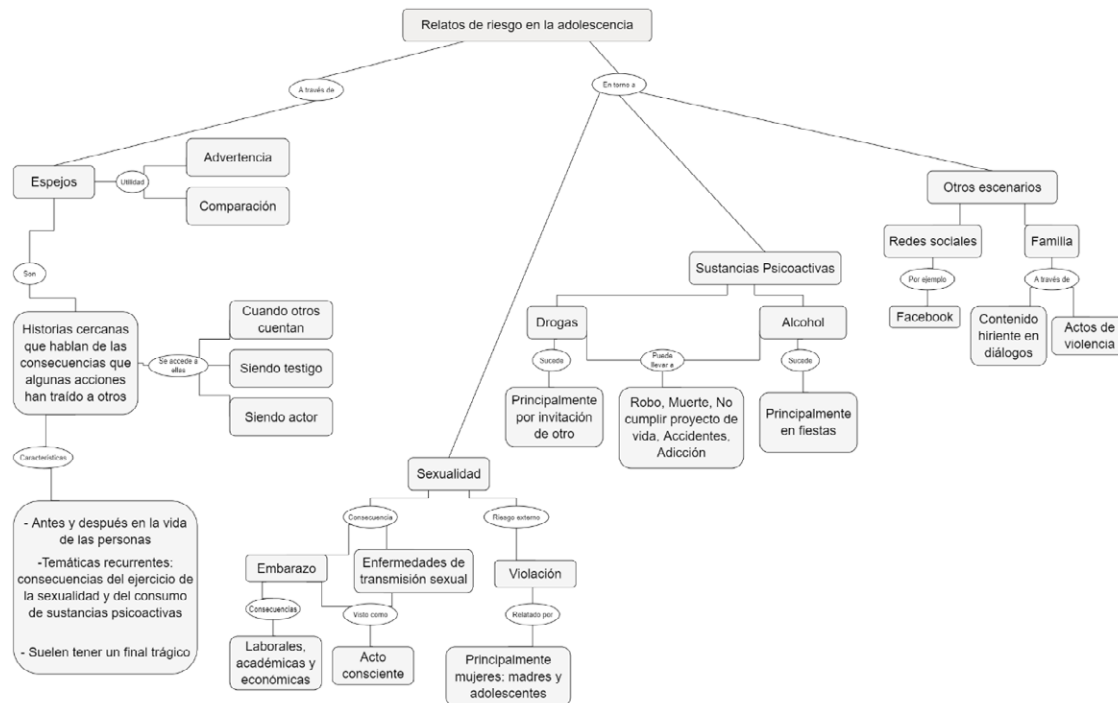 Relatos de riesgo en la adolescencia
A través de
En torno a
Espejos
Utilidad
Advertencia
Comparación
Son
Historias cercanas
que hablan de las
consecuencias que
algunas acciones
han traído a otros
Se accede a
ellas
Cuando otros
cuentan
Siendo testigo
Siendo actor
Características
- Antes y después en la vida
de las personas
-Temáticas recurrentes:
consecuencias del ejercicio de
la sexualidad y del consumo
de sustancias psicoactivas
- Suelen tener un final trágico
Sexualidad
Consecuencia
Riesgo externo
Embarazo
Enfermedades de
transmisión sexual
Violación
Consecuencias
Visto como
Relatado por
Laborales,
académicas y
económicas
Acto
consciente
Principalmente
mujeres: madres y
adolescentes
Sustancias Psicoactivas
Drogas
Alcohol
Sucede
Puede
llevar a
Sucede
Principalmente
por invitación
de otro
Robo, Muerte, No
cumplir proyecto de
vida, Accidentes,
Adicción
Principalmente
en fiestas
Otros escenarios
Redes sociales
Familia
Por ejemplo
A través de
Facebook
Contenido
hiriente en
diálogos
Actos de
violencia